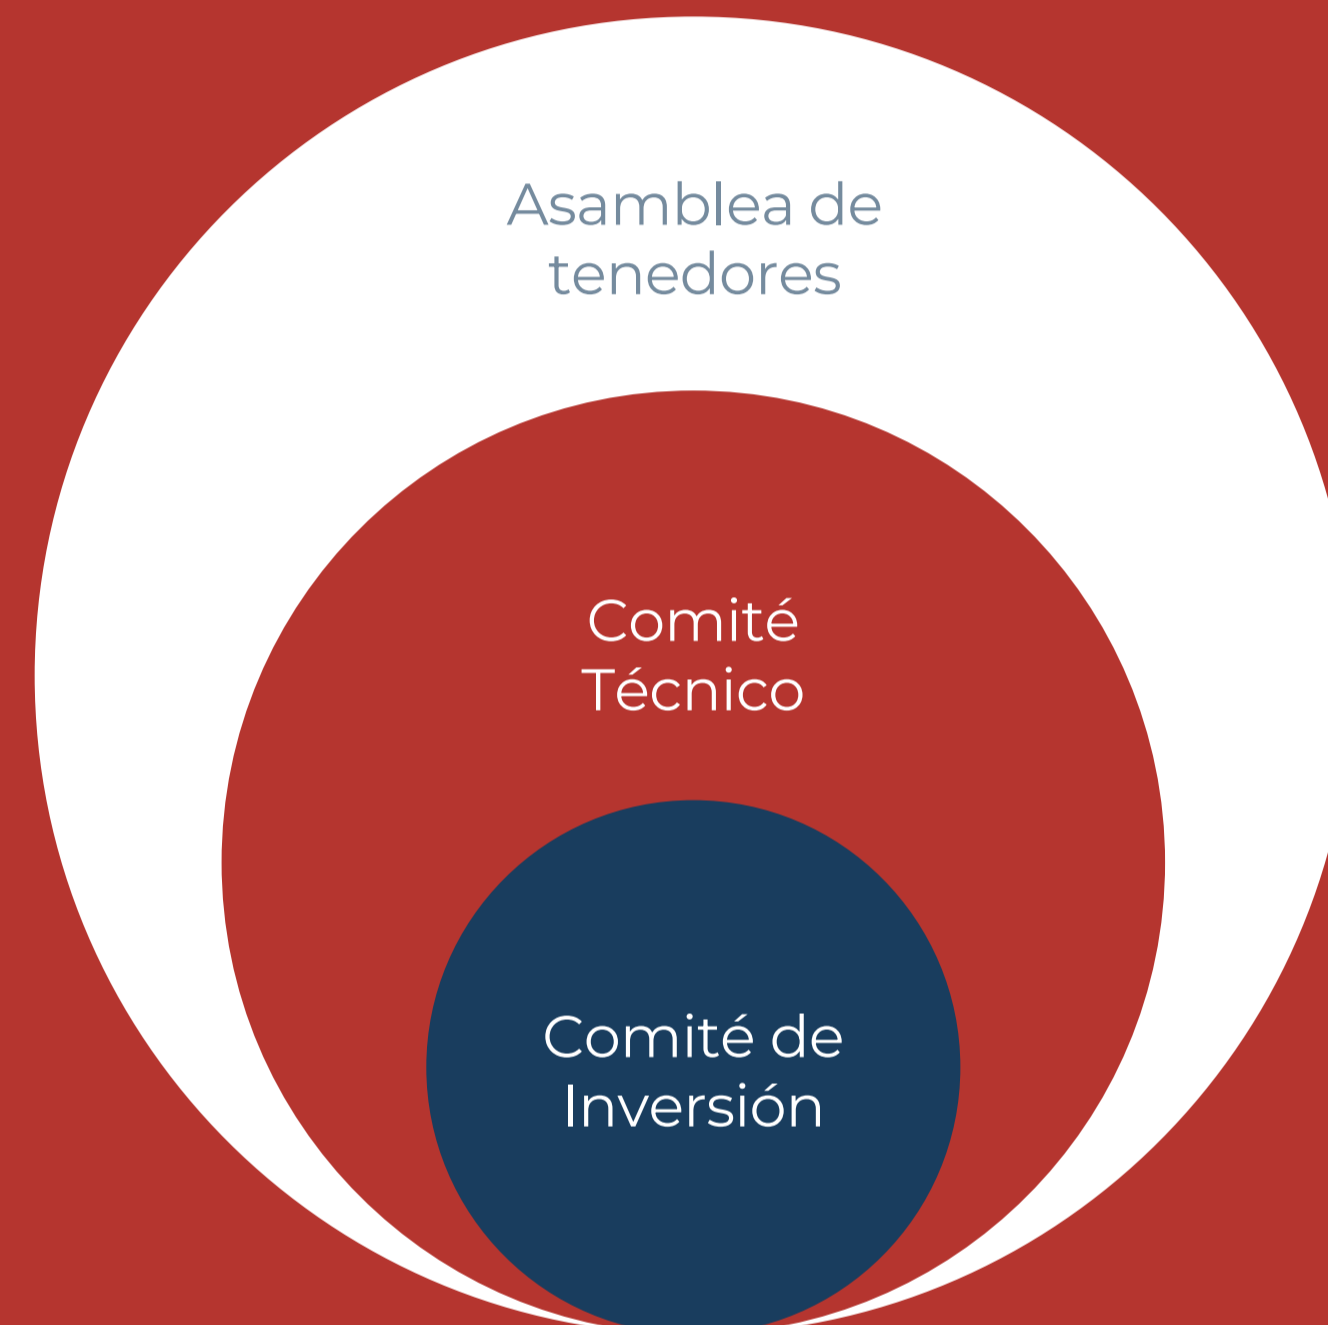 Asamblea de
tenedores
Comité
Técnico
Comité de
Inversión